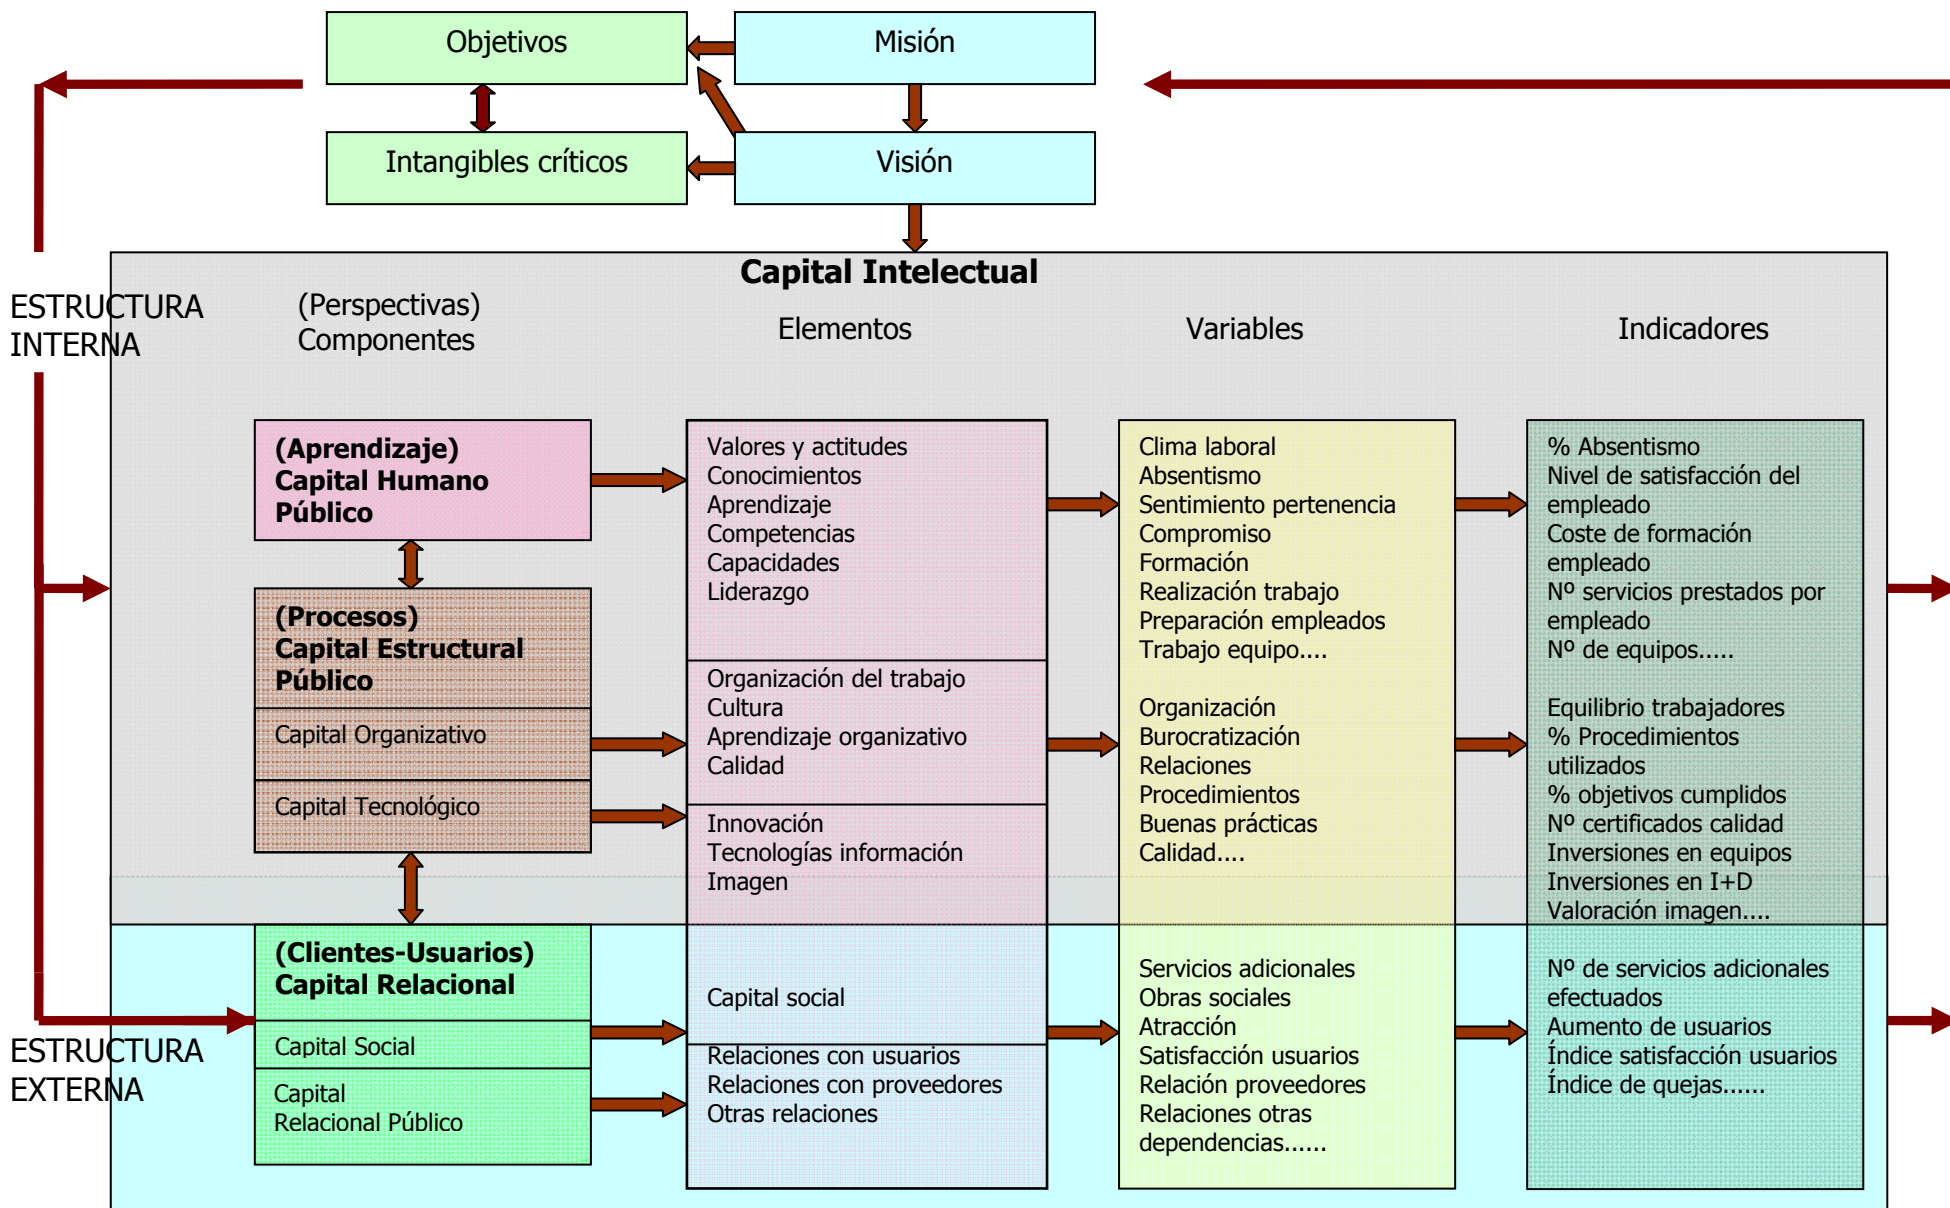 Objetivos
Misión
Intangibles críticos
Visión
Capital Intelectual
ESTRUCTURA
INTERNA
(Perspectivas)
Componentes
Elementos
Variables
Indicadores
(Aprendizaje)
Capital Humano
Público
Valores y actitudes
Conocimientos
Aprendizaje
Competencias
Capacidades
Liderazgo
Clima laboral
Absentismo
Sentimiento pertenencia
Compromiso
Formación
Realización trabajo
Preparación empleados
Trabajo equipo....
% Absentismo
Nivel de satisfacción del
empleado
Coste de formación
empleado
Nº servicios prestados por
empleado
Nº de equipos.....
(Procesos)
Capital Estructural
Público
Capital Organizativo
Capital Tecnológico
Organización del trabajo
Cultura
Aprendizaje organizativo
Calidad
Innovación
Tecnologías información
Imagen
Organización
Burocratización
Relaciones
Procedimientos
Buenas prácticas
Calidad....
Equilibrio trabajadores
% Procedimientos
utilizados
% objetivos cumplidos
Nº certificados calidad
Inversiones en equipos
Inversiones en I+D
Valoración imagen....
ESTRUCTURA
EXTERNA
(Clientes-Usuarios)
Capital Relacional
Capital Social
Capital
Relacional Público
Capital social
Relaciones con usuarios
Relaciones con proveedores
Otras relaciones
Servicios adicionales
Obras sociales
Atracción
Satisfacción usuarios
Relación proveedores
Relaciones otras
dependencias......
Nº de servicios adicionales
efectuados
Aumento de usuarios
Índice satisfacción usuarios
Índice de quejas......